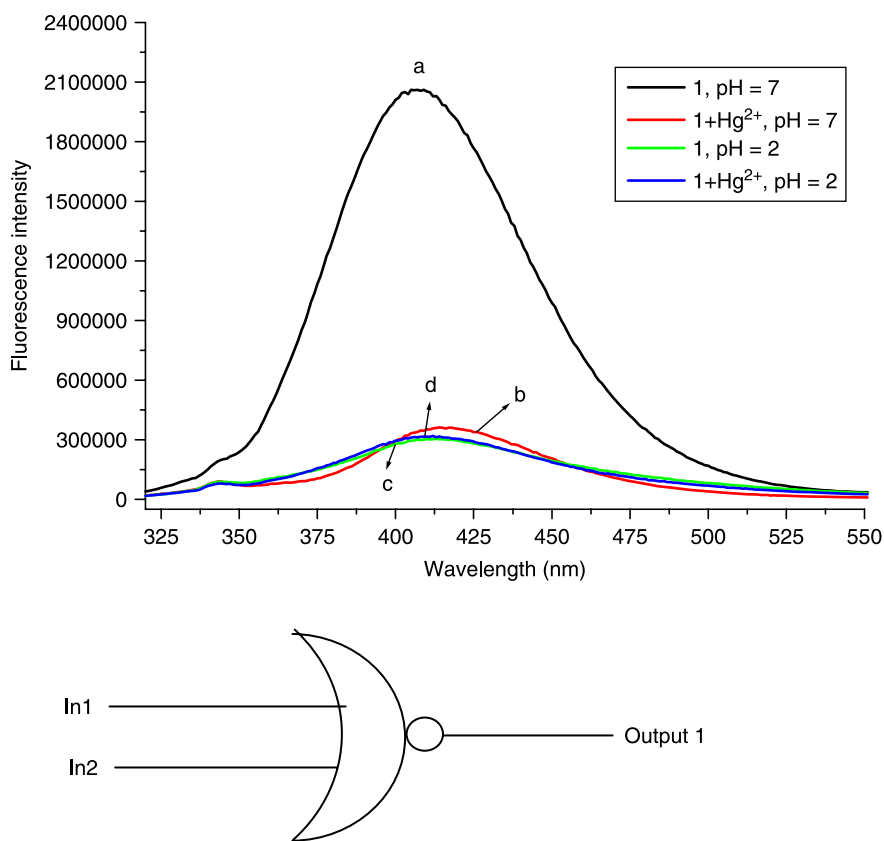 2400000
2100000
1800000
1500000
1200000
900000
600000
300000
0
Fluorescence intensity
a
b
c
d
1, pH = 7
1+Hg²⁺, pH = 7
1, pH = 2
1+Hg²⁺, pH = 2
325 350 375 400 425 450 475 500 525 550
Wavelength (nm)
In1
In2
Output 1